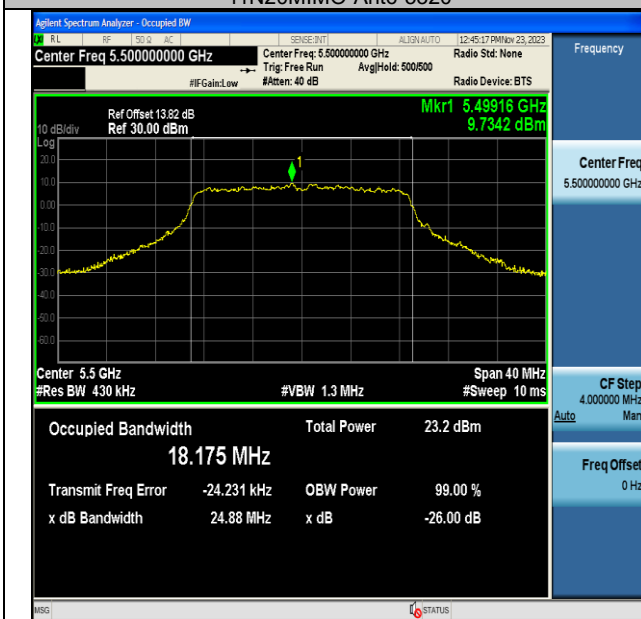 Agilent Spectrum Analyzer - Occupied BW
RL RF 50 Ω AC SENSE:INT ALIGN AUTO 12:45:17 PM Nov 23, 2023
Center Freq 5.500000000 GHz
Center Freq: 5.500000000 GHz
Radio Std: None
Trig: Free Run Avg|Hold: 500/500
#IFGain:Low #Atten: 40 dB Radio Device: BTS
Frequency
Mkr1 5.49916 GHz
9.7342 dBm
Ref Offset 13.82 dB
10 dB/div Ref 30.00 dBm
Log
20.0
10.0
0.00
-10.0
-20.0
-30.0
-40.0
-50.0
-60.0
1
Center 5.5 GHz Span 40 MHz
#Res BW 430 kHz #VBW 1.3 MHz #Sweep 10 ms
Occupied Bandwidth Total Power 23.2 dBm
18.175 MHz
Transmit Freq Error -24.231 kHz OBW Power 99.00 %
x dB Bandwidth 24.88 MHz x dB -26.00 dB
Center Freq
5.500000000 GHz
CF Step
4.000000 MHz
Auto Man
Freq Offset
0 Hz
MSG STATUS